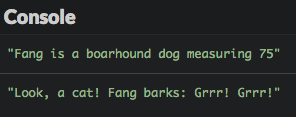 Console
"Fang is a boarhound dog measuring 75"
"Look, a cat! Fang barks: Grrr! Grrr!"